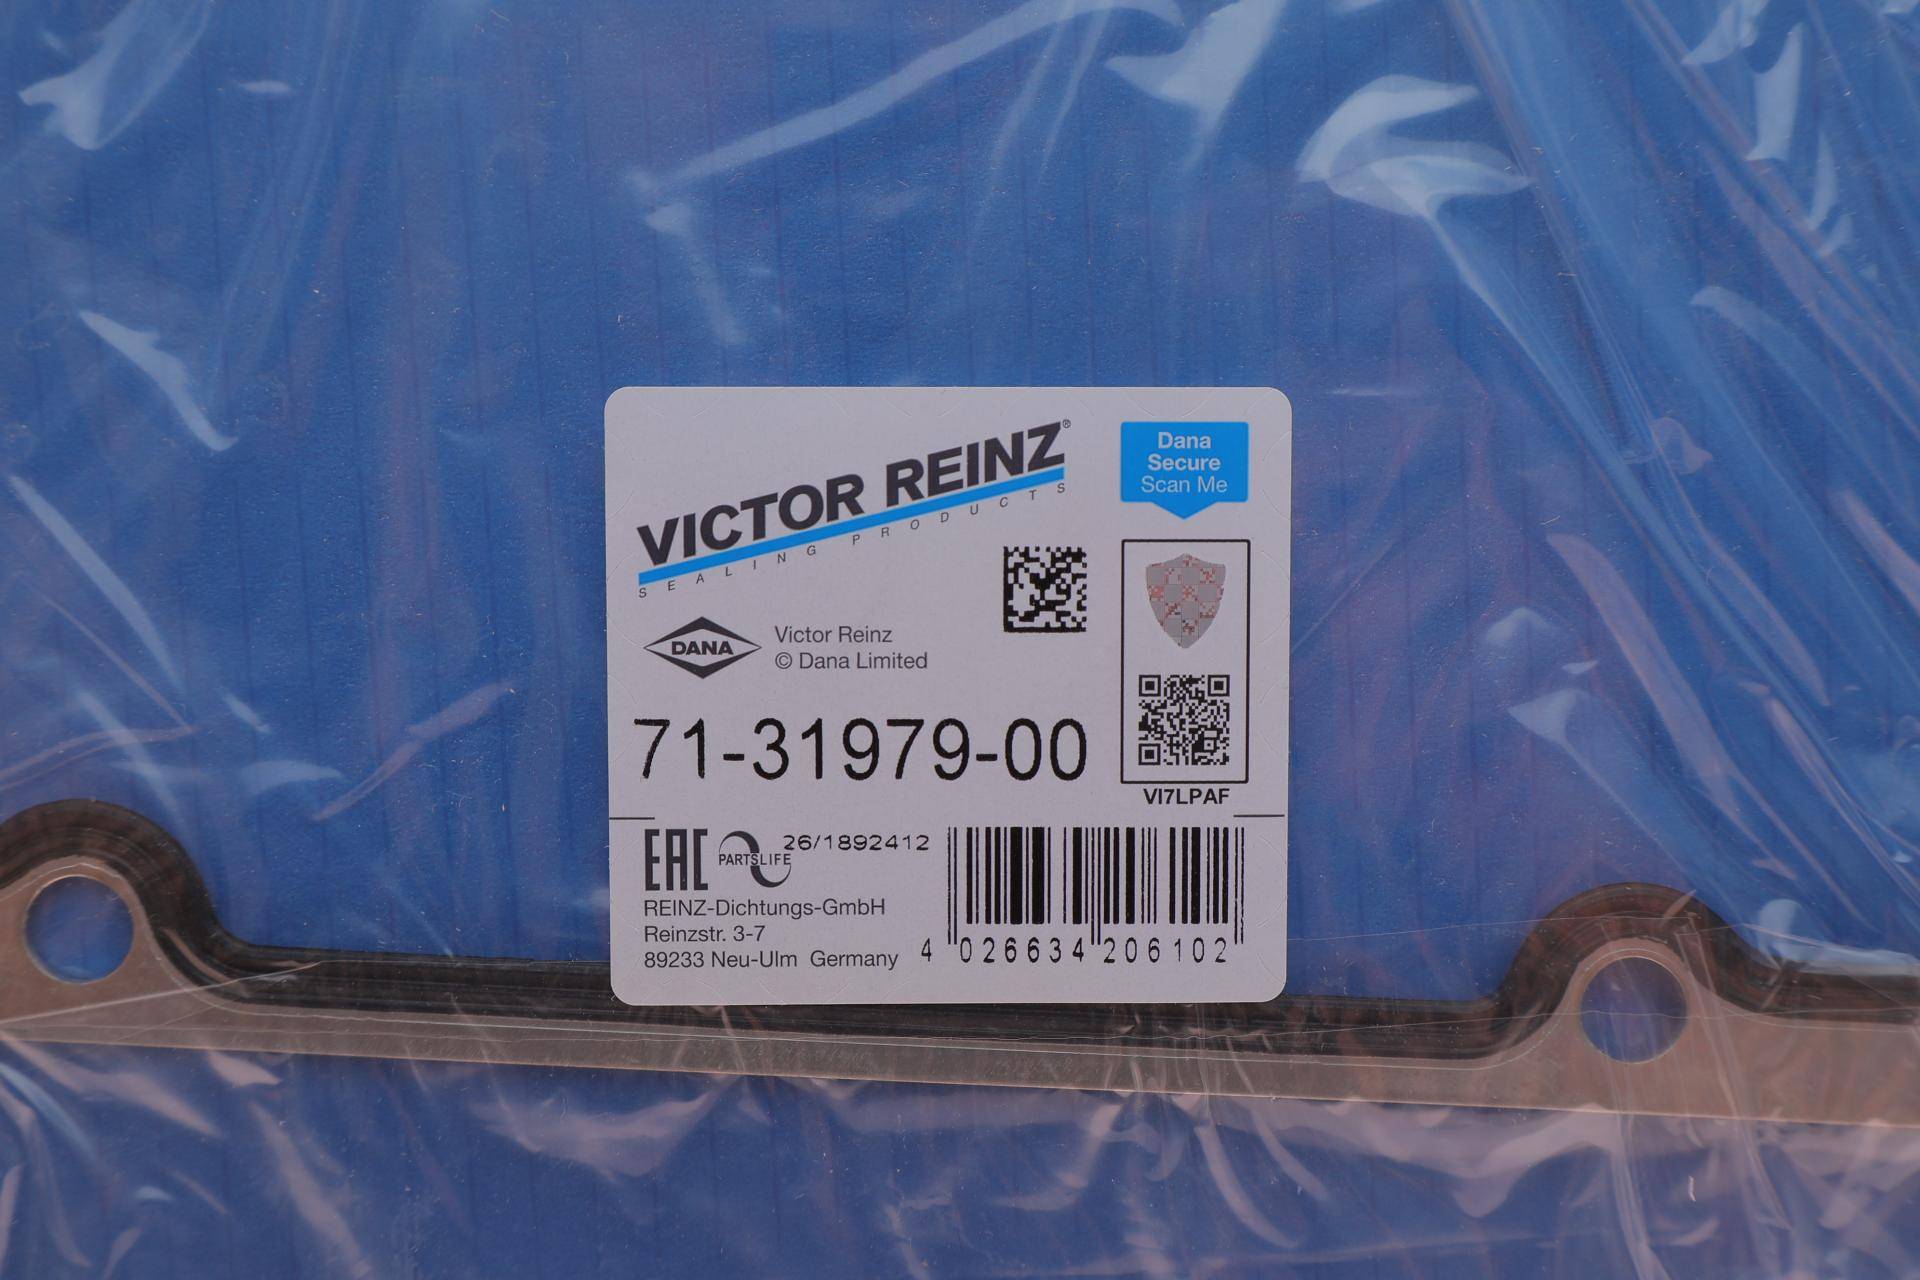 VICTOR REINZ®
SEALING PRODUCTS
Dana
Secure
Scan Me
DANA
Victor Reinz
© Dana Limited
71-31979-00
VI7LPAF
EAC
PARTSLIFE
26/1892412
REINZ-Dichtungs-GmbH
Reinzstr. 3-7
89233 Neu-Ulm Germany
4 026634 206102